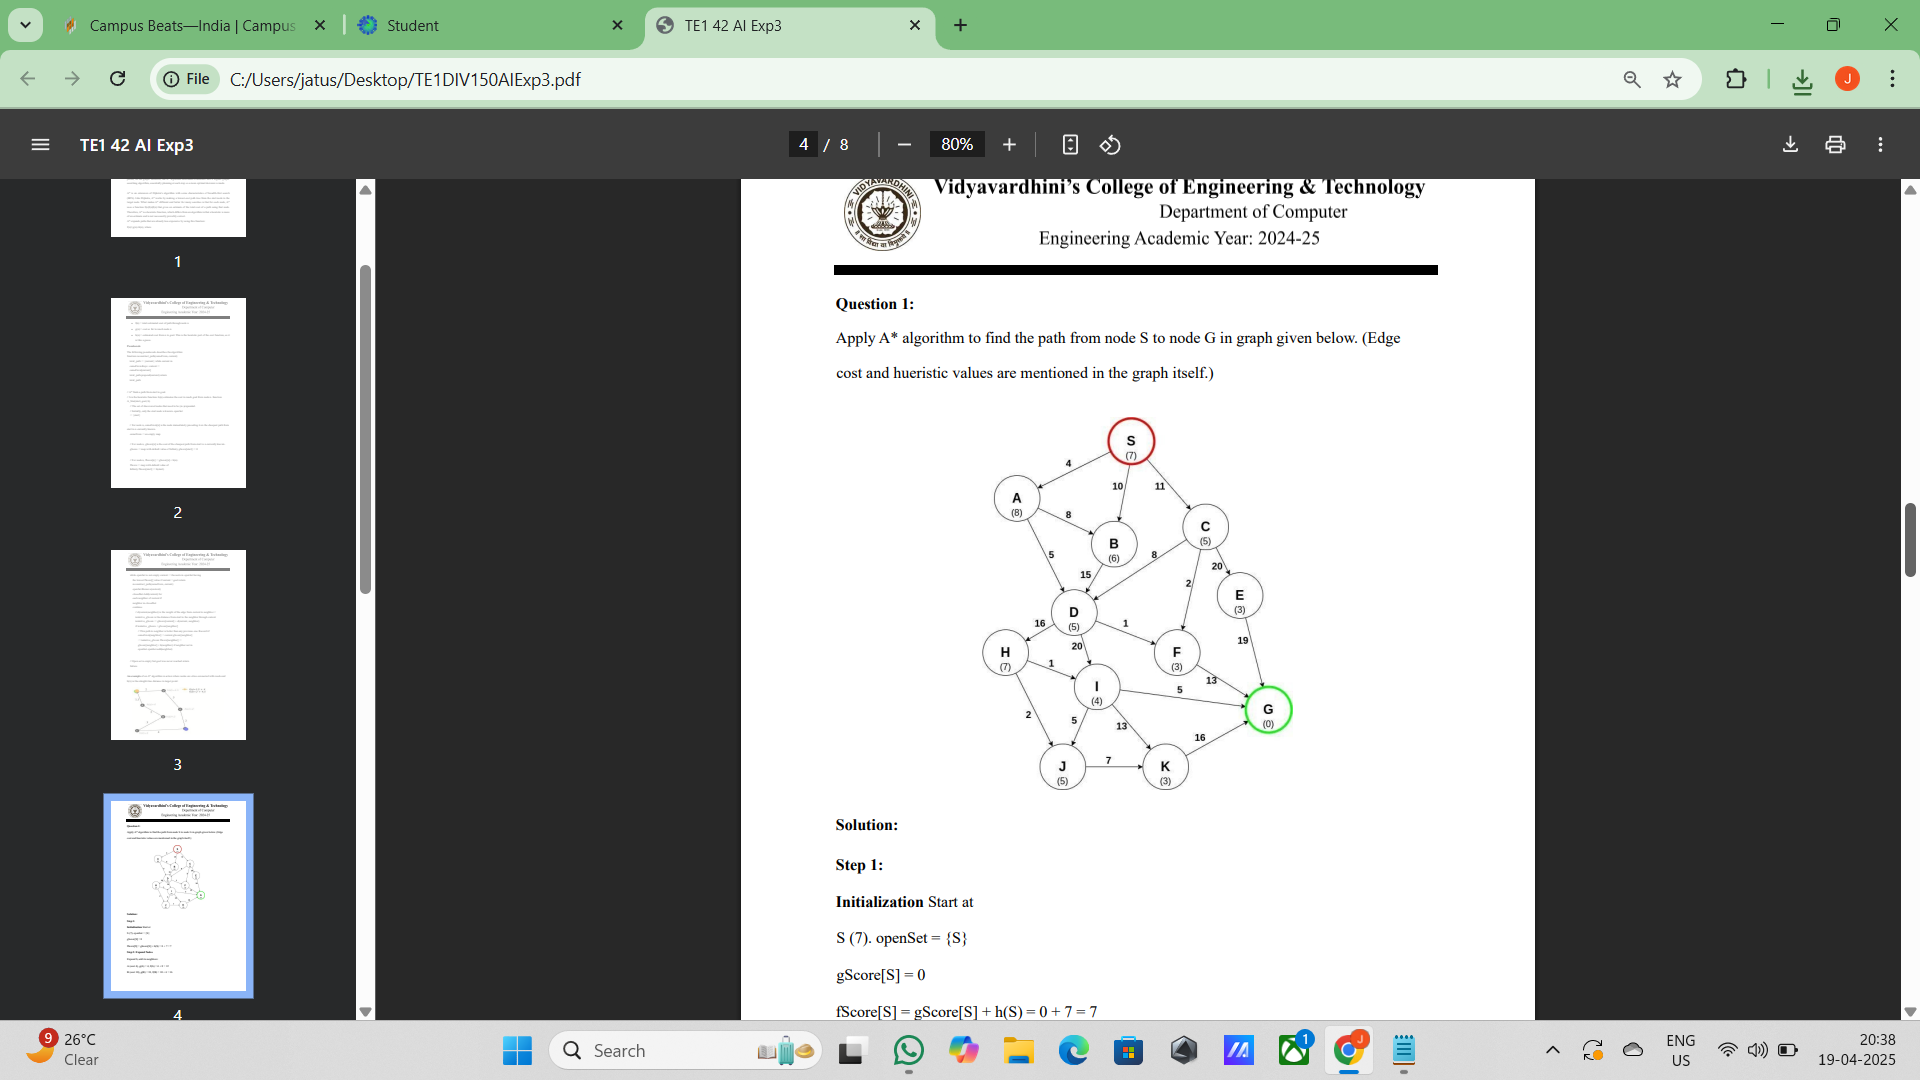 Campus Beats—India | Campus
Student
TE1 42 AI Exp3
File
C:/Users/jatus/Desktop/TE1DIV150AIExp3.pdf
J
TE1 42 AI Exp3
4 / 8
80%
1
2
3
4
Vidyavardhini's College of Engineering & Technology
Department of Computer
Engineering Academic Year: 2024-25
Question 1:
Apply A* algorithm to find the path from node S to node G in graph given below. (Edge
cost and hueristic values are mentioned in the graph itself.)
S
(7)
4
10
11
A
(8)
8
C
(5)
B
(6)
5
8
15
20
2
E
(3)
D
(5)
16
1
20
19
H
(7)
F
(3)
1
13
I
(4)
5
G
(0)
2
5
13
16
J
(5)
7
K
(3)
Solution:
Step 1:
Initialization Start at
S (7). openSet = {S}
gScore[S] = 0
fScore[S] = gScore[S] + h(S) = 0 + 7 = 7
9
26°C
Clear
Search
1
J
ENG
US
20:38
19-04-2025